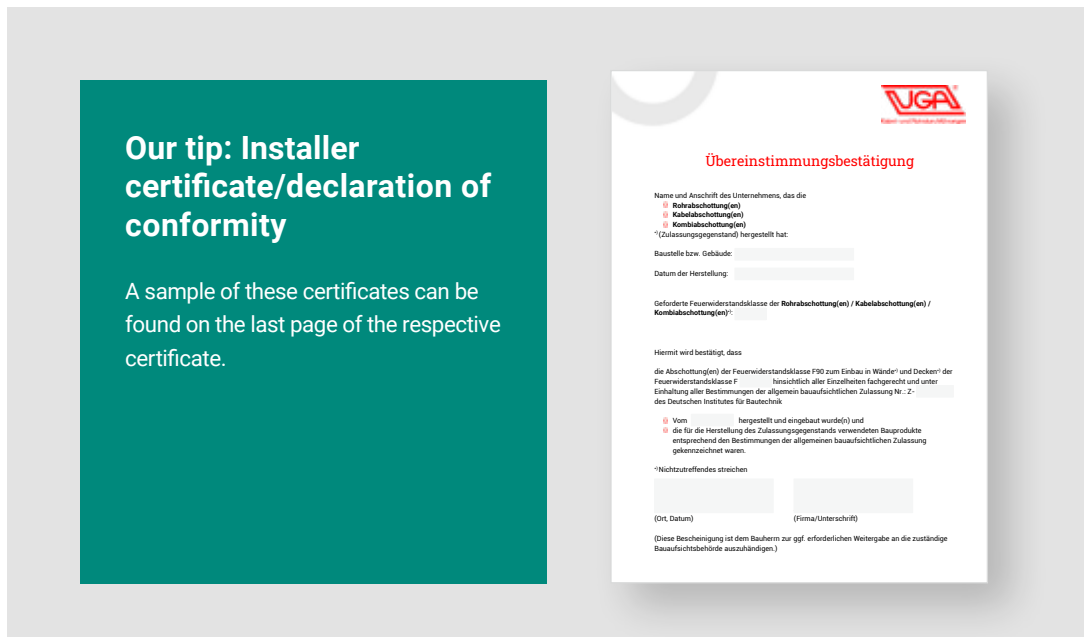 Our tip: Installer
certificate/declaration of
conformity
A sample of these certificates can be
found on the last page of the respective
certificate.
UGA
Kabel- und Rohrdurchführungen
Übereinstimmungsbestätigung
Name und Anschrift des Unternehmens, das die
Rohrabschottung(en)
Kabelabschottung(en)
Kombiabschottung(en)
*)(Zulassungsgegenstand) hergestellt hat:
Baustelle bzw. Gebäude:
Datum der Herstellung:
Geforderte Feuerwiderstandsklasse der Rohrabschottung(en) / Kabelabschottung(en) /
Kombiabschottung(en)*):
Hiermit wird bestätigt, dass
die Abschottung(en) der Feuerwiderstandsklasse F90 zum Einbau in Wände*) und Decken*) der
Feuerwiderstandsklasse F hinsichtlich aller Einzelheiten fachgerecht und unter
Einhaltung aller Bestimmungen der allgemein bauaufsichtlichen Zulassung Nr.: Z-
des Deutschen Institutes für Bautechnik
Vom hergestellt und eingebaut wurde(n) und
die für die Herstellung des Zulassungsgegenstands verwendeten Bauprodukte
entsprechend den Bestimmungen der allgemeinen bauaufsichtlichen Zulassung
gekennzeichnet waren.
*)Nichtzutreffendes streichen
(Ort, Datum) (Firma/Unterschrift)
(Diese Bescheinigung ist dem Bauherrn zur ggf. erforderlichen Weitergabe an die zuständige
Bauaufsichtsbehörde auszuhändigen.)